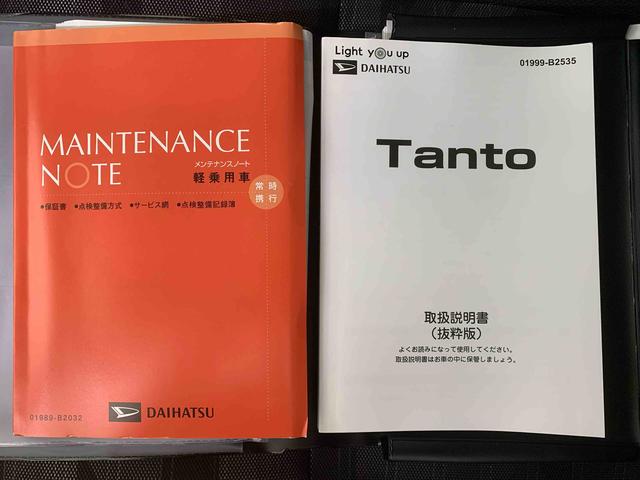 MAINTENANCE
NOTE
メンテナンスノート
軽乗用車
常時
携行
●保証書 ●点検整備方式 ●サービス網 ●点検整備記録簿
01989-B2032
DAIHATSU
Light you up
DAIHATSU
01999-B2535
Tanto
取扱説明書
（抜粋版）
よくお読みになって使用してください。
取扱説明書はお車の中に保管しましょう。